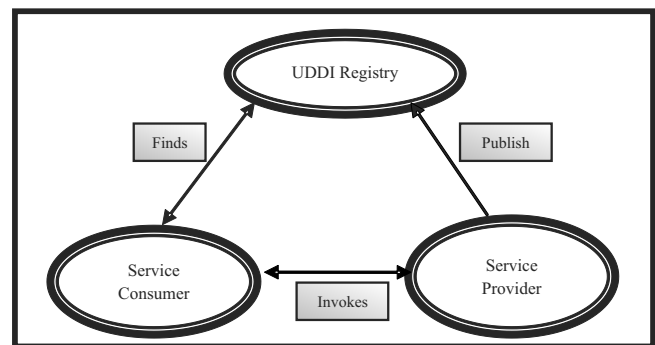 UDDI Registry
Finds
Publish
Service
Consumer
Invokes
Service
Provider